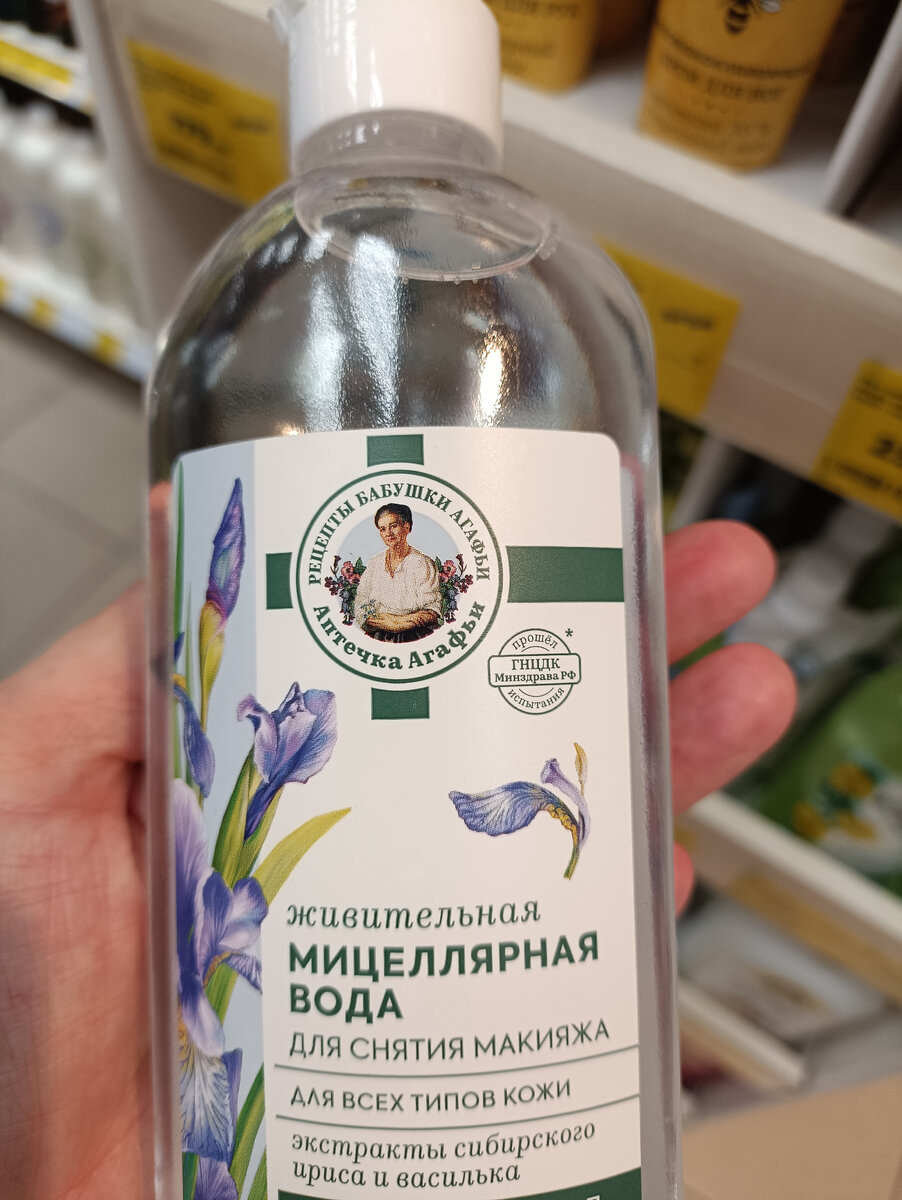 РЕЦЕПТЫ БАБУШКИ АГАФЬИ
Аптечка Агафьи
прошёл *
ГНЦДК
Минздрава РФ
испытания
живительная
МИЦЕЛЛЯРНАЯ
ВОДА
ДЛЯ СНЯТИЯ МАКИЯЖА
ДЛЯ ВСЕХ ТИПОВ КОЖИ
экстракты сибирского
ириса и василька